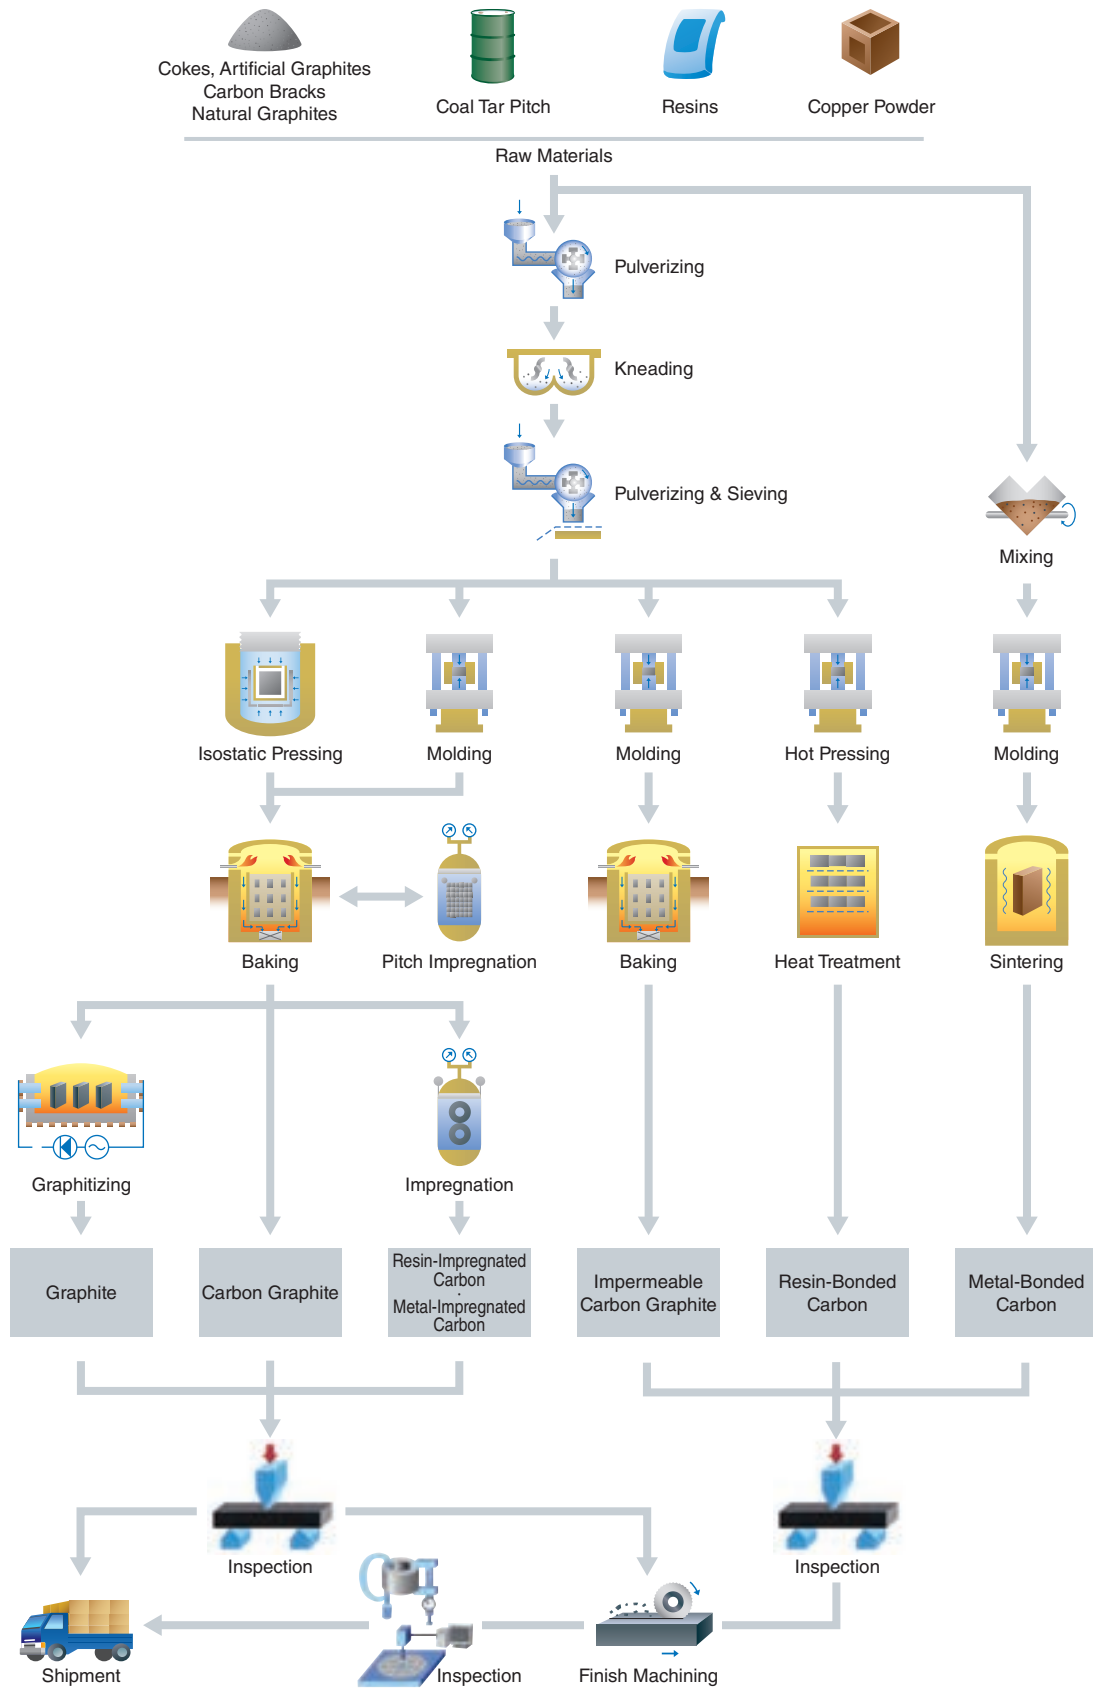 Cokes, Artificial Graphites
Carbon Bracks
Natural Graphites
Coal Tar Pitch
Resins
Copper Powder
Raw Materials
Pulverizing
Kneading
Pulverizing & Sieving
Mixing
Isostatic Pressing
Molding
Molding
Hot Pressing
Molding
Baking
Pitch Impregnation
Baking
Heat Treatment
Sintering
Graphitizing
Impregnation
Graphite
Carbon Graphite
Resin-Impregnated
Carbon
·
Metal-Impregnated
Carbon
Impermeable
Carbon Graphite
Resin-Bonded
Carbon
Metal-Bonded
Carbon
Inspection
Inspection
Shipment
Inspection
Finish Machining